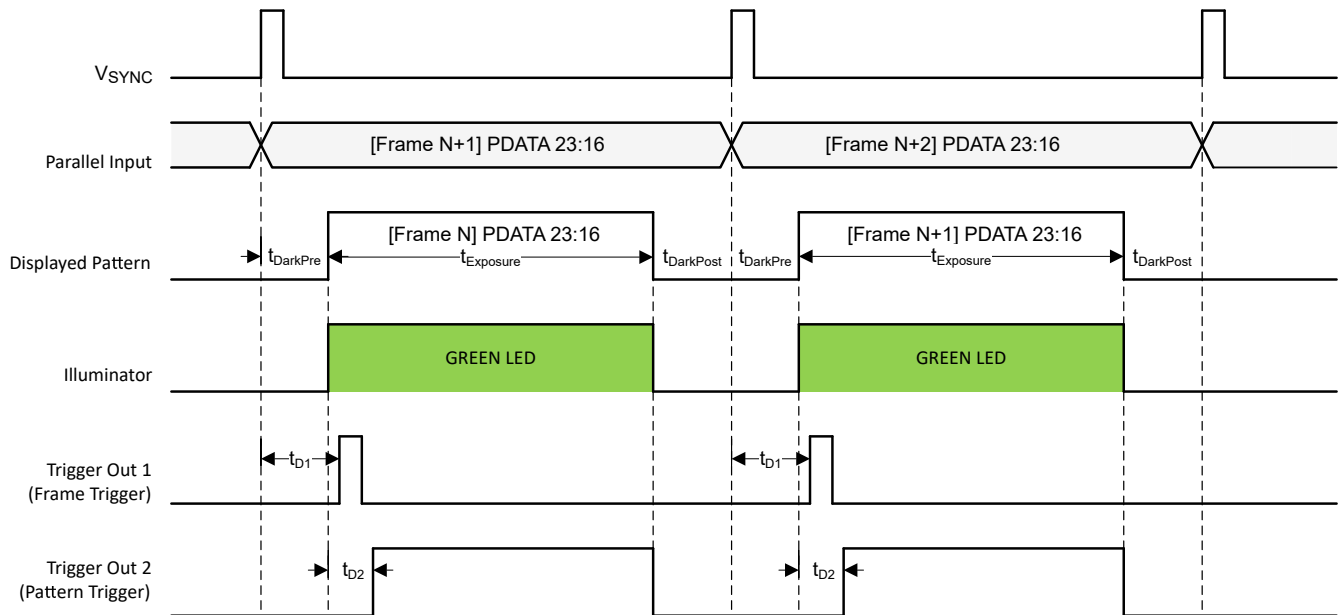 VSYNC
Parallel Input
[Frame N+1] PDATA 23:16
[Frame N+2] PDATA 23:16
Displayed Pattern
[Frame N] PDATA 23:16
[Frame N+1] PDATA 23:16
tDarkPre
tExposure
tDarkPost
tDarkPre
tExposure
tDarkPost
Illuminator
GREEN LED
GREEN LED
Trigger Out 1
(Frame Trigger)
tD1
tD1
Trigger Out 2
(Pattern Trigger)
tD2
tD2